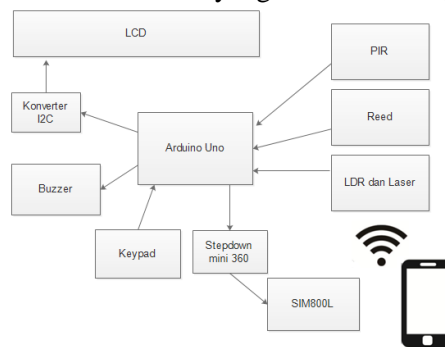 LCD
PIR
Konverter
I2C
Reed
Arduino Uno
LDR dan Laser
Buzzer
Keypad
Stepdown
mini 360
SIM800L